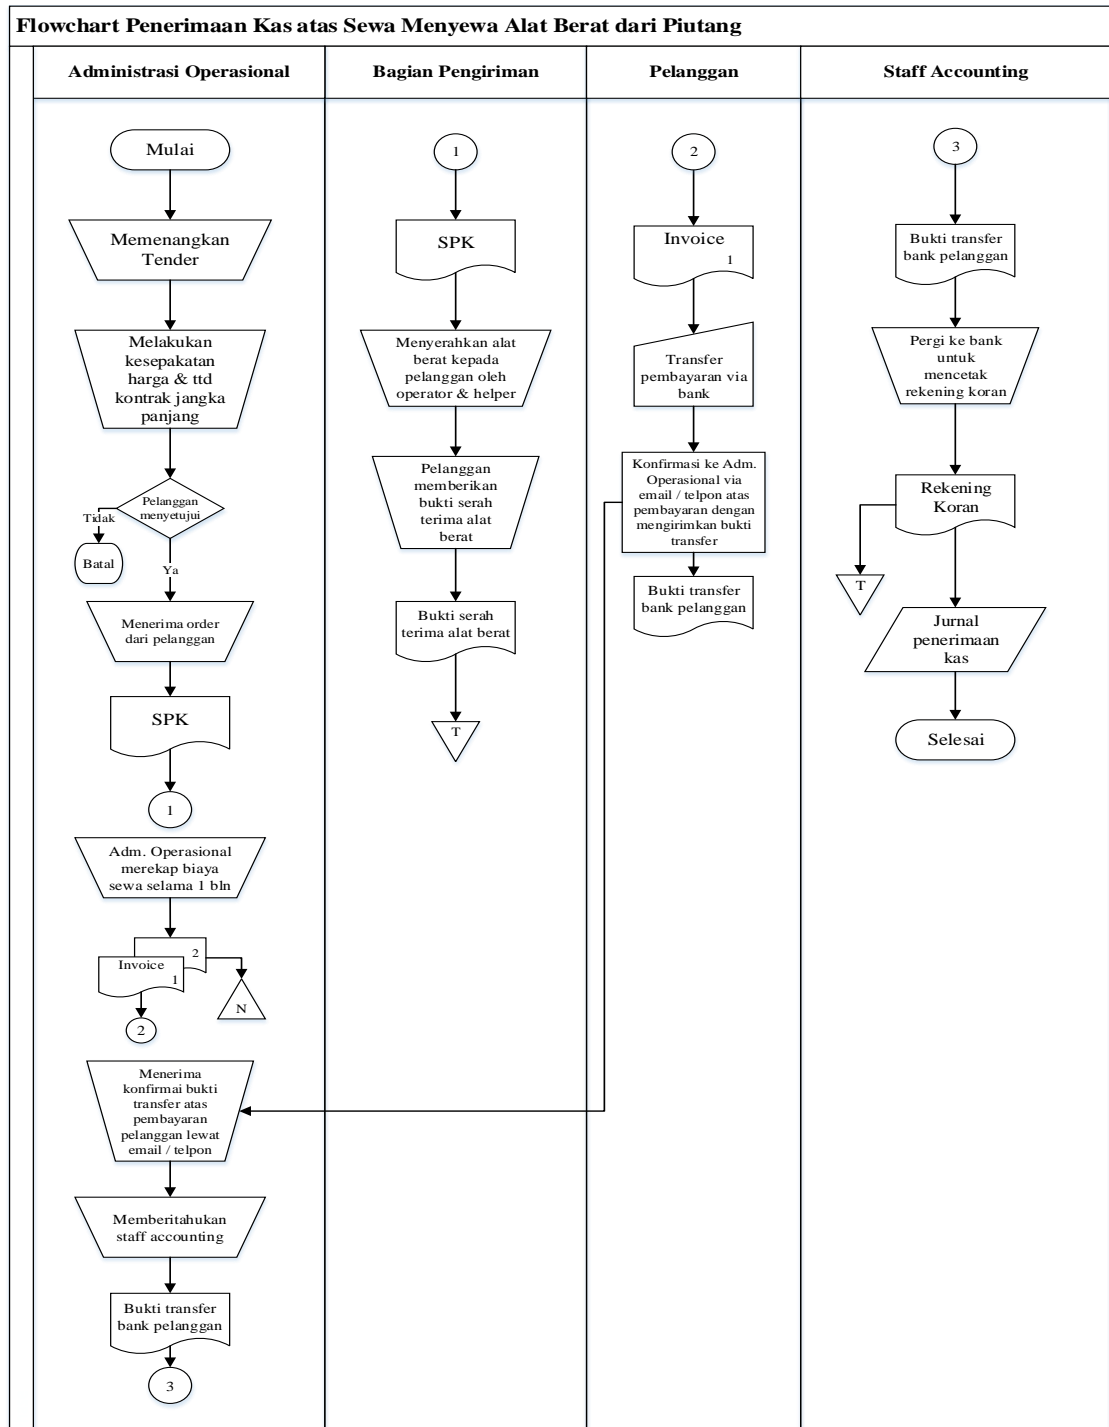 Flowchart Penerimaan Kas atas Sewa Menyewa Alat Berat dari Piutang
Administrasi Operasional
Bagian Pengiriman
Pelanggan
Staff Accounting
Mulai
Memenangkan
Tender
Melakukan
kesepakatan
harga & ttd
kontrak jangka
panjang
Pelanggan
menyetujui
Tidak
Batal
Ya
Menerima order
dari pelanggan
SPK
1
Adm. Operasional
merekap biaya
sewa selama 1 bln
2
Invoice
1
N
2
Menerima
konfirmai bukti
transfer atas
pembayaran
pelanggan lewat
email / telpon
Memberitahukan
staff accounting
Bukti transfer
bank pelanggan
3
1
SPK
Menyerahkan alat
berat kepada
pelanggan oleh
operator & helper
Pelanggan
memberikan
bukti serah
terima alat
berat
Bukti serah
terima alat berat
T
2
Invoice
1
Transfer
pembayaran via
bank
Konfirmasi ke Adm.
Operasional via
email / telpon atas
pembayaran dengan
mengirimkan bukti
transfer
Bukti transfer
bank pelanggan
3
Bukti transfer
bank pelanggan
Pergi ke bank
untuk
mencetak
rekening koran
Rekening
Koran
T
Jurnal
penerimaan
kas
Selesai